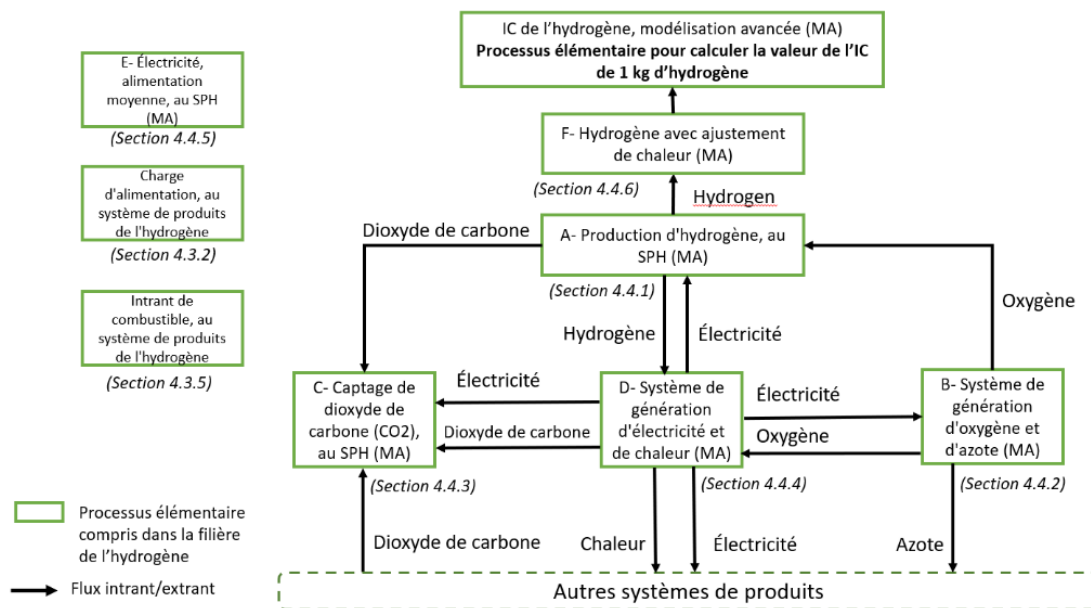 IC de l'hydrogène, modélisation avancée (MA)
Processus élémentaire pour calculer la valeur de l'IC
de 1 kg d'hydrogène
E- Électricité,
alimentation
moyenne, au SPH
(MA)
(Section 4.4.5)
F- Hydrogène avec ajustement
de chaleur (MA)
(Section 4.4.6)
Hydrogen
Charge
d'alimentation, au
système de produits
de l'hydrogène
(Section 4.3.2)
Dioxyde de carbone
A- Production d'hydrogène, au
SPH (MA)
(Section 4.4.1)
Oxygène
Intrant de
combustible, au
système de produits
de l'hydrogène
(Section 4.3.5)
Hydrogène
Électricité
C- Captage de
dioxyde de
carbone (CO2),
au SPH (MA)
(Section 4.4.3)
Électricité
Dioxyde de carbone
D- Système de
génération
d'électricité et
de chaleur (MA)
(Section 4.4.4)
Électricité
Oxygène
B- Système de
génération
d'oxygène et
d'azote (MA)
(Section 4.4.2)
Processus élémentaire
compris dans la filière
de l'hydrogène
Flux intrant/extrant
Dioxyde de carbone
Chaleur
Électricité
Azote
Autres systèmes de produits